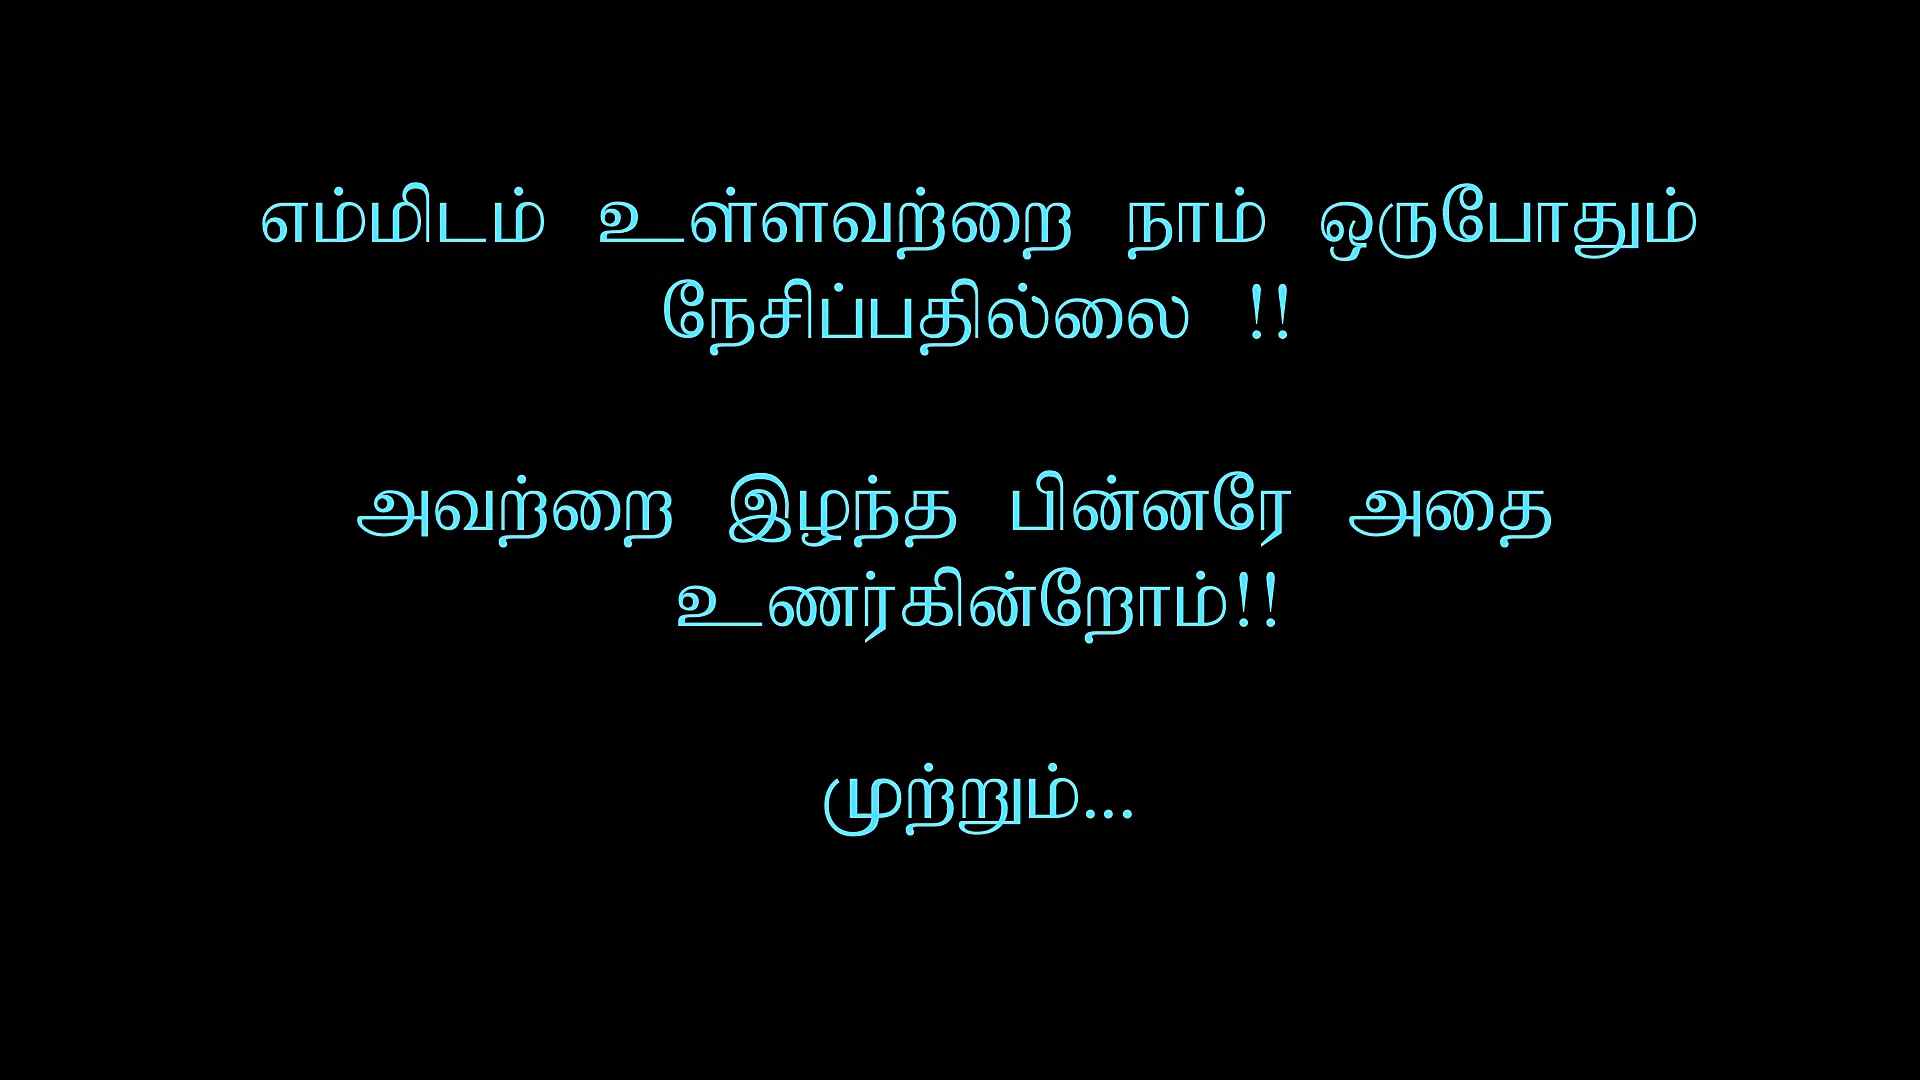 எம்மிடம் உள்ளவற்றை நாம் ஒருபோதும்
நேசிப்பதில்லை !!
அவற்றை இழந்த பின்னரே அதை
உணர்கின்றோம்!!
முற்றும்...